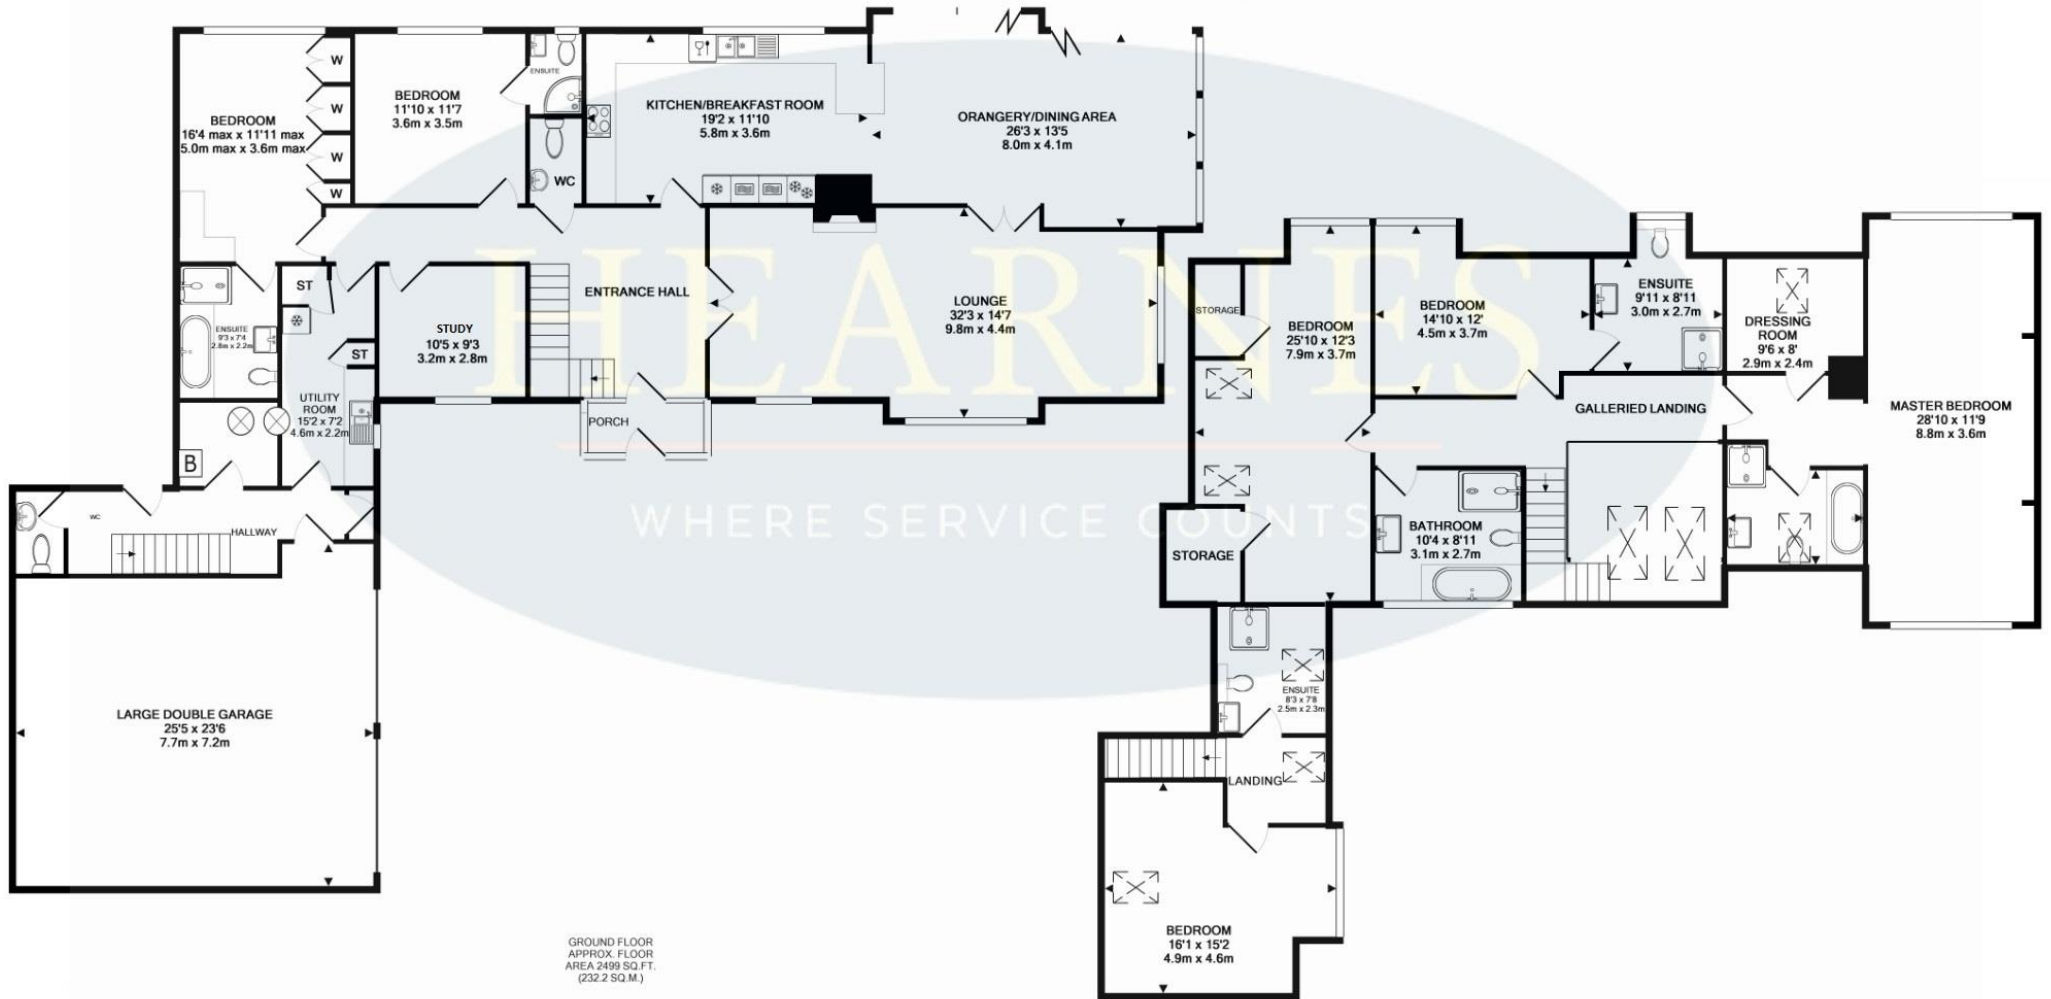 BEDROOM
16'4 max x 11'11 max
5.0m max x 3.6m max
W
W
W
W
BEDROOM
11'10 x 11'7
3.6m x 3.5m
ENSUITE
WC
KITCHEN/BREAKFAST ROOM
19'2 x 11'10
5.8m x 3.6m
ORANGERY/DINING AREA
26'3 x 13'5
8.0m x 4.1m
HEARNES
WHERE SERVICE COUNTS
ENSUITE
9'3 x 7'4
2.8m x 2.2m
ST
ST
STUDY
10'5 x 9'3
3.2m x 2.8m
ENTRANCE HALL
LOUNGE
32'3 x 14'7
9.8m x 4.4m
UTILITY
ROOM
15'2 x 7'2
4.6m x 2.2m
PORCH
B
WC
HALLWAY
LARGE DOUBLE GARAGE
25'5 x 23'6
7.7m x 7.2m
GROUND FLOOR
APPROX. FLOOR
AREA 2499 SQ.FT.
(232.2 SQ.M.)
STORAGE
BEDROOM
25'10 x 12'3
7.9m x 3.7m
BEDROOM
14'10 x 12'
4.5m x 3.7m
ENSUITE
9'11 x 8'11
3.0m x 2.7m
DRESSING
ROOM
9'6 x 8'
2.9m x 2.4m
GALLERIED LANDING
MASTER BEDROOM
28'10 x 11'9
8.8m x 3.6m
STORAGE
BATHROOM
10'4 x 8'11
3.1m x 2.7m
ENSUITE
8'3 x 7'8
2.5m x 2.3m
LANDING
BEDROOM
16'1 x 15'2
4.9m x 4.6m